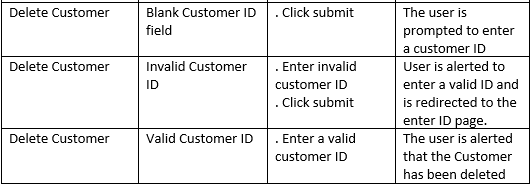 Delete Customer
Blank Customer ID
field
. Click submit
The user is
prompted to enter
a customer ID
Delete Customer
Invalid Customer
ID
. Enter invalid
customer ID
. Click submit
User is alerted to
enter a valid ID and
is redirected to the
enter ID page.
Delete Customer
Valid Customer ID
. Enter a valid
customer ID
The user is alerted
that the Customer
has been deleted